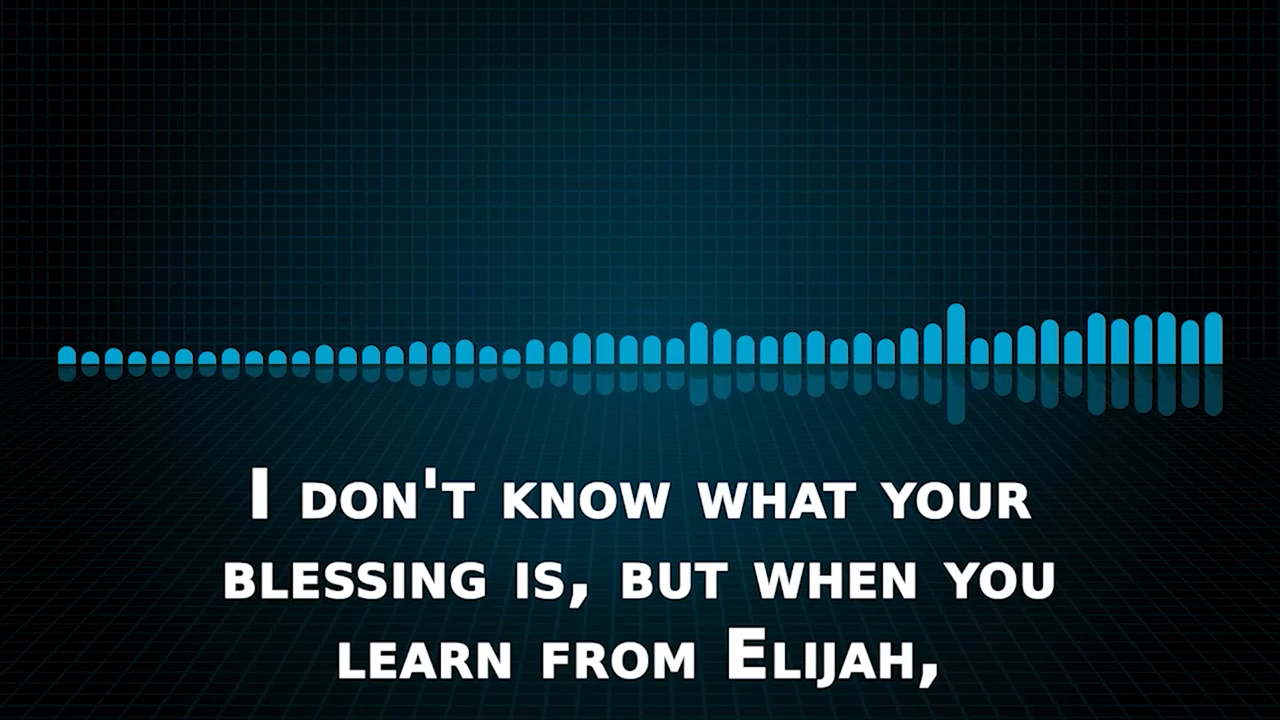 I don't know what your
blessing is, but when you
learn from Elijah,